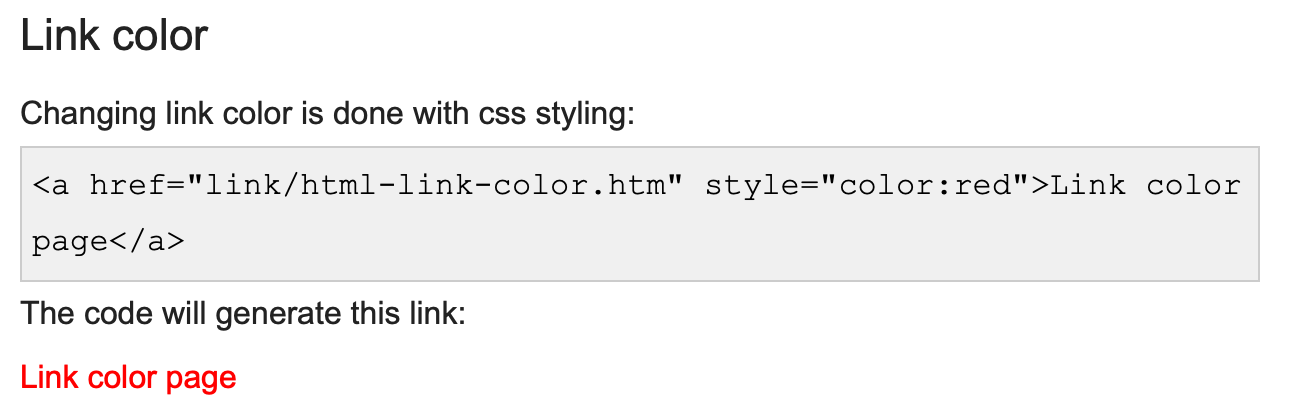 Link color
Changing link color is done with css styling:
<a href="link/html-link-color.htm" style="color:red">Link color
page</a>
The code will generate this link:
Link color page